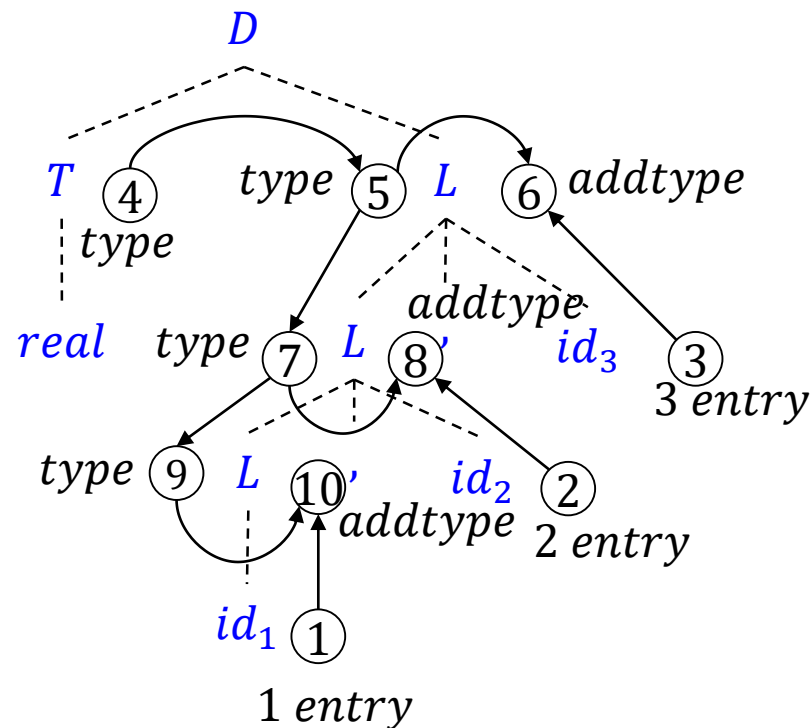 D
T 4 type 5 L 6 addtype
type
addtype
real type 7 L 8 , id₃ 3
3 entry
type 9 L 10 , id₂ 2
addtype 2 entry
id₁ 1
1 entry